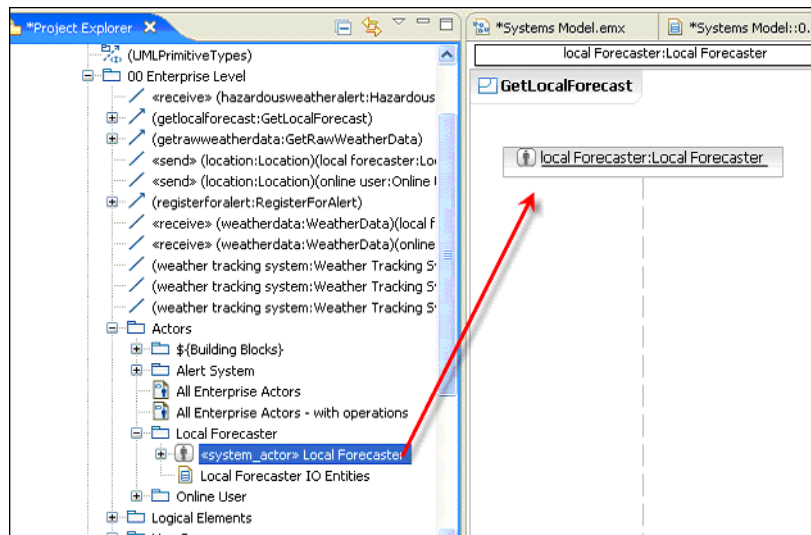 *Project Explorer
(UMLPrimitiveTypes)
00 Enterprise Level
«receive» (hazardousweatheralert:Hazardous
(getlocalforecast:GetLocalForecast)
(getrawweatherdata:GetRawWeatherData)
«send» (location:Location)(local forecaster:Lo
«send» (location:Location)(online user:Online
(registerforalert:RegisterForAlert)
«receive» (weatherdata:WeatherData)(local f
«receive» (weatherdata:WeatherData)(online
(weather tracking system:Weather Tracking Sy
(weather tracking system:Weather Tracking Sy
(weather tracking system:Weather Tracking Sy
Actors
${Building Blocks}
Alert System
All Enterprise Actors
All Enterprise Actors - with operations
Local Forecaster
«system_actor» Local Forecaster
Local Forecaster IO Entities
Online User
Logical Elements
*Systems Model.emx
*Systems Model::0.
local Forecaster:Local Forecaster
GetLocalForecast
local Forecaster:Local Forecaster